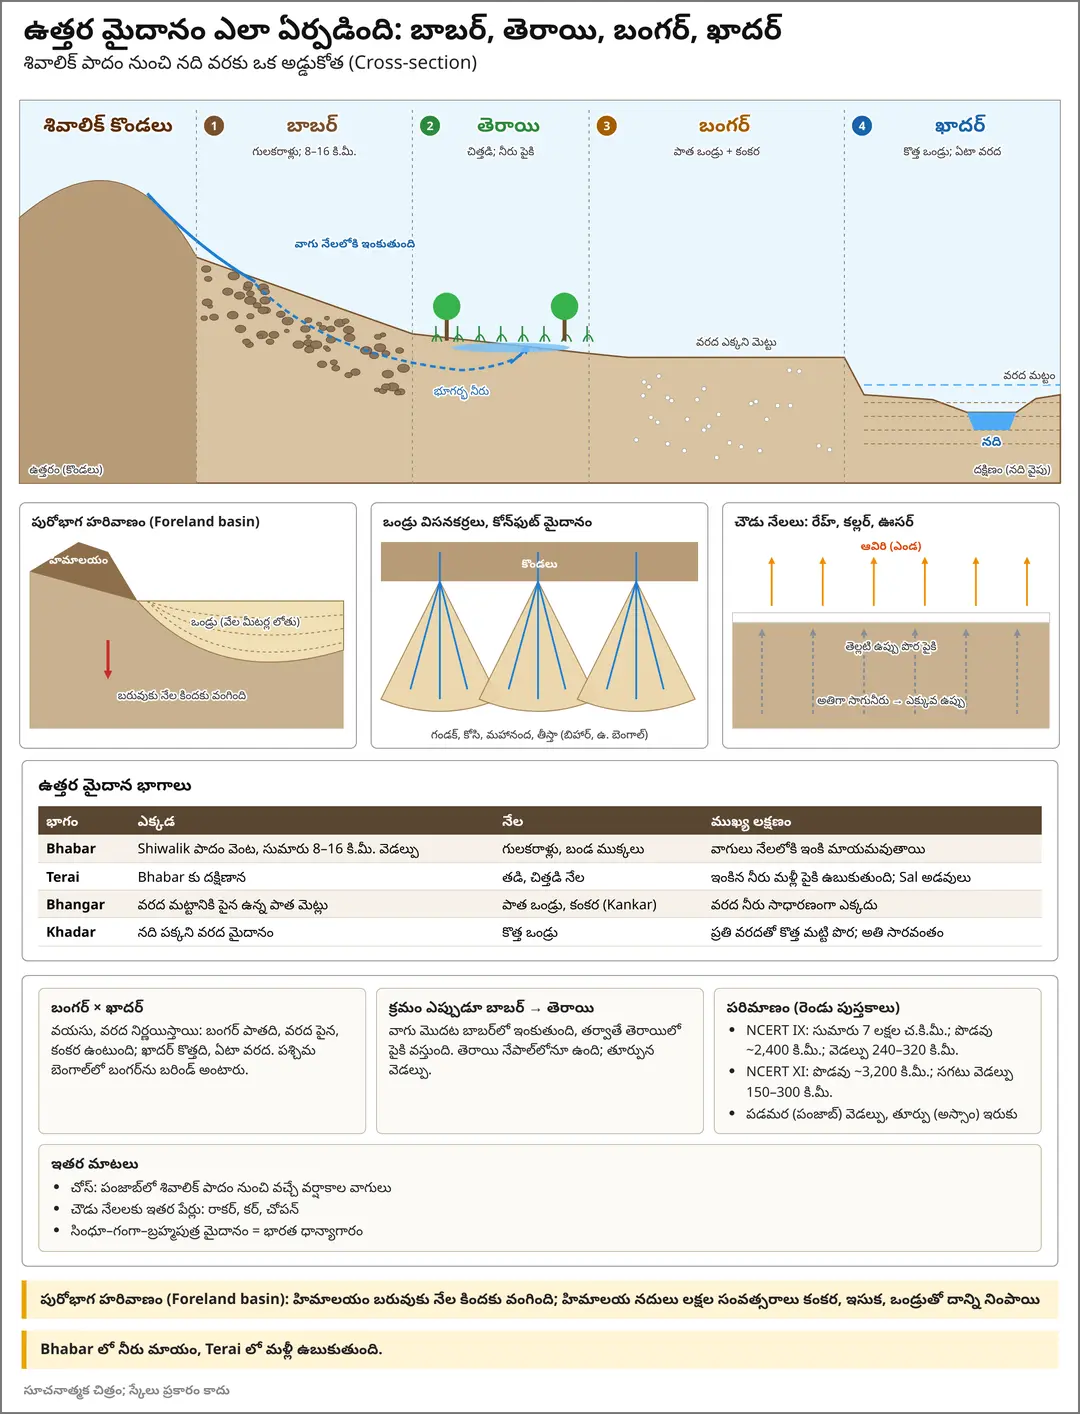 ఉత్తర మైదానం ఎలా ఏర్పడింది: బాబర్, తెరాయి, బంగర్, ఖాదర్
శివాలిక్ పాదం నుంచి నది వరకు ఒక అడ్డుకోత (Cross-section)
శివాలిక్ కొండలు
1 బాబర్
గులకరాళ్లు; 8–16 కి.మీ.
2 తెరాయి
చిత్తడి; నీరు పైకి
3 బంగర్
పాత ఒండ్రు + కంకర
4 ఖాదర్
కొత్త ఒండ్రు; ఏటా వరద
వాగు నేలలోకి ఇంకుతుంది
వరద ఎక్కని మెట్టు
వరద మట్టం
భూగర్భ నీరు
నది
ఉత్తరం (కొండలు)
దక్షిణం (నది వైపు)
పురోభాగ హరివాణం (Foreland basin)
హిమాలయం
ఒండ్రు (వేల మీటర్ల లోతు)
బరువుకు నేల కిందకు వంగింది
ఒండ్రు విసనకర్రలు, కోన్‌ఫుట్ మైదానం
కొండలు
గండక్, కోసి, మహానంద, తీస్తా (బిహార్, ఉ. బెంగాల్)
చౌడు నేలలు: రేహ్, కల్లర్, ఊసర్
ఆవిరి (ఎండ)
తెల్లటి ఉప్పు పొర పైకి
అతిగా సాగునీరు → ఎక్కువ ఉప్పు
ఉత్తర మైదాన భాగాలు
భాగం ఎక్కడ నేల ముఖ్య లక్షణం
Bhabar Shiwalik పాదం వెంట, సుమారు 8–16 కి.మీ. వెడల్పు గులకరాళ్లు, బండ ముక్కలు వాగులు నేలలోకి ఇంకి మాయమవుతాయి
Terai Bhabar కు దక్షిణాన తడి, చిత్తడి నేల ఇంకిన నీరు మళ్లీ పైకి ఉబుకుతుంది; Sal అడవులు
Bhangar వరద మట్టానికి పైన ఉన్న పాత మెట్లు పాత ఒండ్రు, కంకర (Kankar) వరద నీరు సాధారణంగా ఎక్కదు
Khadar నది పక్కని వరద మైదానం కొత్త ఒండ్రు ప్రతి వరదతో కొత్త మట్టి పొర; అతి సారవంతం
బంగర్ × ఖాదర్
వయసు, వరద నిర్ణయిస్తాయి: బంగర్ పాతది, వరద పైన,
కంకర ఉంటుంది; ఖాదర్ కొత్తది, ఏటా వరద. పశ్చిమ
బెంగాల్‌లో బంగర్‌ను బరింద్ అంటారు.
క్రమం ఎప్పుడూ బాబర్ → తెరాయి
వాగు మొదట బాబర్‌లో ఇంకుతుంది, తర్వాతే తెరాయిలో
పైకి వస్తుంది. తెరాయి నేపాల్‌లోనూ ఉంది; తూర్పున
వెడల్పు.
పరిమాణం (రెండు పుస్తకాలు)
• NCERT IX: సుమారు 7 లక్షల చ.కి.మీ.; పొడవు
~2,400 కి.మీ.; వెడల్పు 240–320 కి.మీ.
• NCERT XI: పొడవు ~3,200 కి.మీ.; సగటు వెడల్పు
150–300 కి.మీ.
• పడమర (పంజాబ్) వెడల్పు, తూర్పు (అస్సాం) ఇరుకు
ఇతర మాటలు
• చోస్: పంజాబ్‌లో శివాలిక్ పాదం నుంచి వచ్చే వర్షాకాల వాగులు
• చౌడు నేలలకు ఇతర పేర్లు: రాకర్, కర్, చోపన్
• సింధూ–గంగా–బ్రహ్మపుత్ర మైదానం = భారత ధాన్యాగారం
పురోభాగ హరివాణం (Foreland basin): హిమాలయం బరువుకు నేల కిందకు వంగింది; హిమాలయ నదులు లక్షల సంవత్సరాలు కంకర, ఇసుక, ఒండ్రుతో దాన్ని నింపాయి
Bhabar లో నీరు మాయం, Terai లో మళ్లీ ఉబుకుతుంది.
సూచనాత్మక చిత్రం; స్కేలు ప్రకారం కాదు